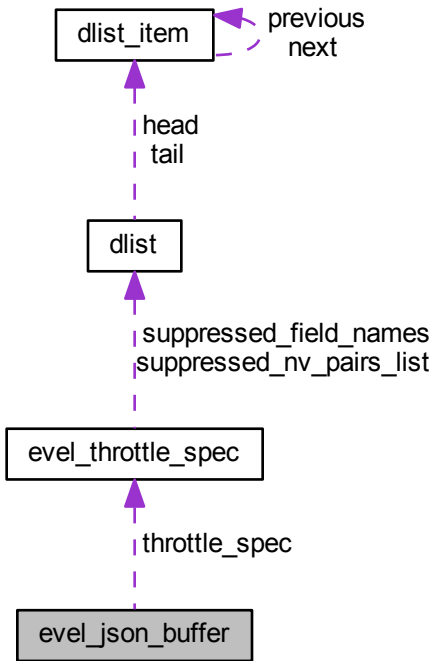 dlist_item
previous
next
head
tail
dlist
suppressed_field_names
suppressed_nv_pairs_list
evel_throttle_spec
throttle_spec
evel_json_buffer